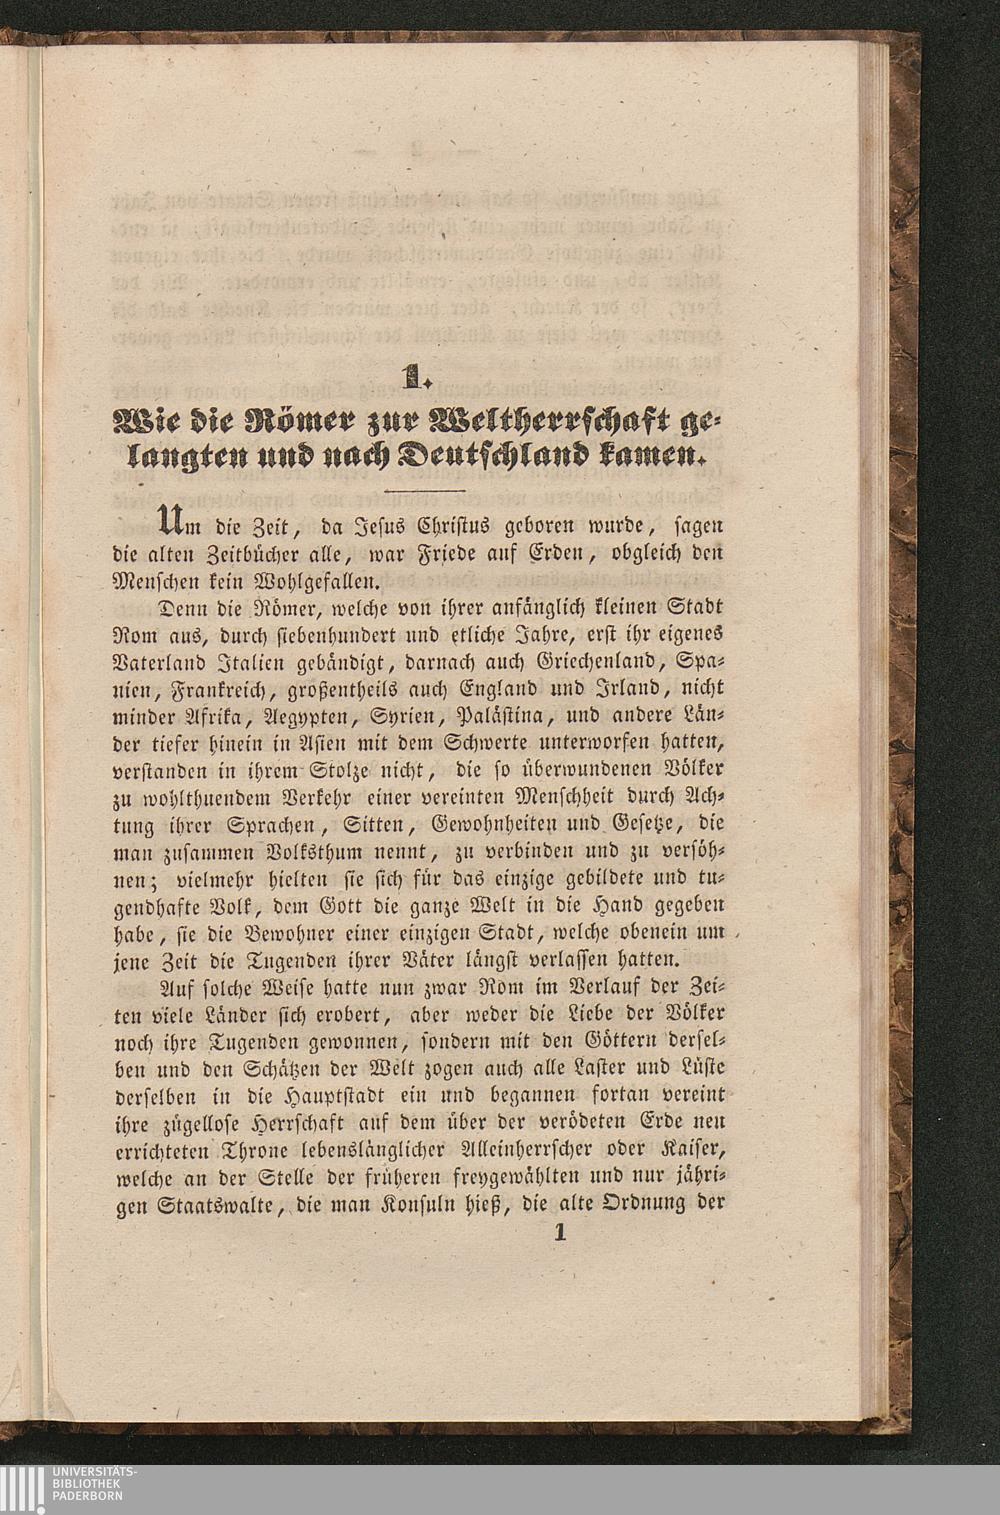 1.
Wie die Römer zur Weltherrschaft ge-
langten und nach Deutschland kamen.
Um die Zeit, da Jesus Christus geboren wurde, sagen
die alten Zeitbücher alle, war Friede auf Erden, obgleich den
Menschen kein Wohlgefallen.
Denn die Römer, welche von ihrer anfänglich kleinen Stadt
Rom aus, durch siebenhundert und etliche Jahre, erst ihr eigenes
Vaterland Italien gebändigt, darnach auch Griechenland, Spa-
nien, Frankreich, großentheils auch England und Irland, nicht
minder Afrika, Aegypten, Syrien, Palästina, und andere Län-
der tiefer hinein in Asien mit dem Schwerte unterworfen hatten,
verstanden in ihrem Stolze nicht, die so überwundenen Völker
zu wohlthuendem Verkehr einer vereinten Menschheit durch Ach-
tung ihrer Sprachen, Sitten, Gewohnheiten und Gesetze, die
man zusammen Volksthum nennt, zu verbinden und zu versöh-
nen; vielmehr hielten sie sich für das einzige gebildete und tu-
gendhafte Volk, dem Gott die ganze Welt in die Hand gegeben
habe, sie die Bewohner einer einzigen Stadt, welche obenein um
jene Zeit die Tugenden ihrer Väter längst verlassen hatten.
Auf solche Weise hatte nun zwar Rom im Verlauf der Zei-
ten viele Länder sich erobert, aber weder die Liebe der Völker
noch ihre Tugenden gewonnen, sondern mit den Göttern dersel-
ben und den Schätzen der Welt zogen auch alle Laster und Lüste
derselben in die Hauptstadt ein und begannen fortan vereint
ihre zügellose Herrschaft auf dem über der verödeten Erde neu
errichteten Throne lebenslänglicher Alleinherrscher oder Kaiser,
welche an der Stelle der früheren freygewählten und nur jähri-
gen Staatswalte, die man Konsuln hieß, die alte Ordnung der
1
UNIVERSITÄTS-
BIBLIOTHEK
PADERBORN